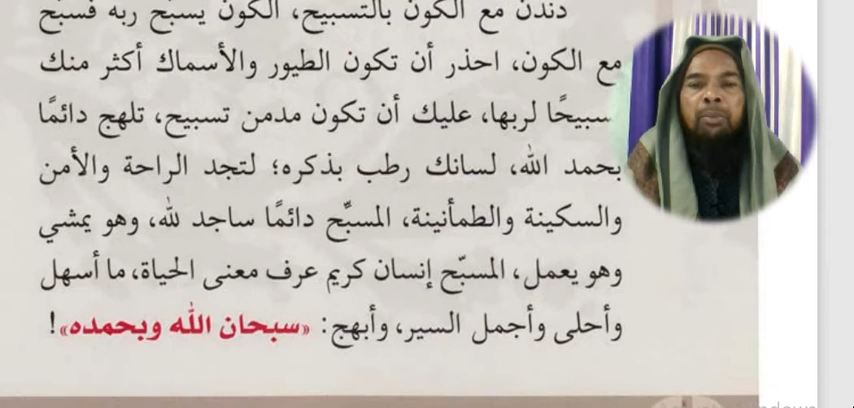 دندن مع الكون بالتسبيح، الكون يسبّح ربه فسبّح
مع الكون، احذر أن تكون الطيور والأسماك أكثر منك
تسبيحًا لربها، عليك أن تكون مدمن تسبيح، تلهج دائمًا
بحمد الله، لسانك رطب بذكره؛ لتجد الراحة والأمن
والسكينة والطمأنينة، المسبِّح دائمًا ساجد لله، وهو يمشي
وهو يعمل، المسبّح إنسان كريم عرف معنى الحياة، ما أسهل
وأحلى وأجمل السير، وأبهج: «سبحان الله وبحمده»!